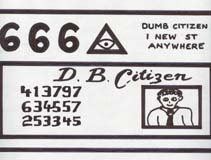 666
DUMB CITIZEN
1 NEW ST
ANYWHERE
D. B. Citizen
413797
634557
253345